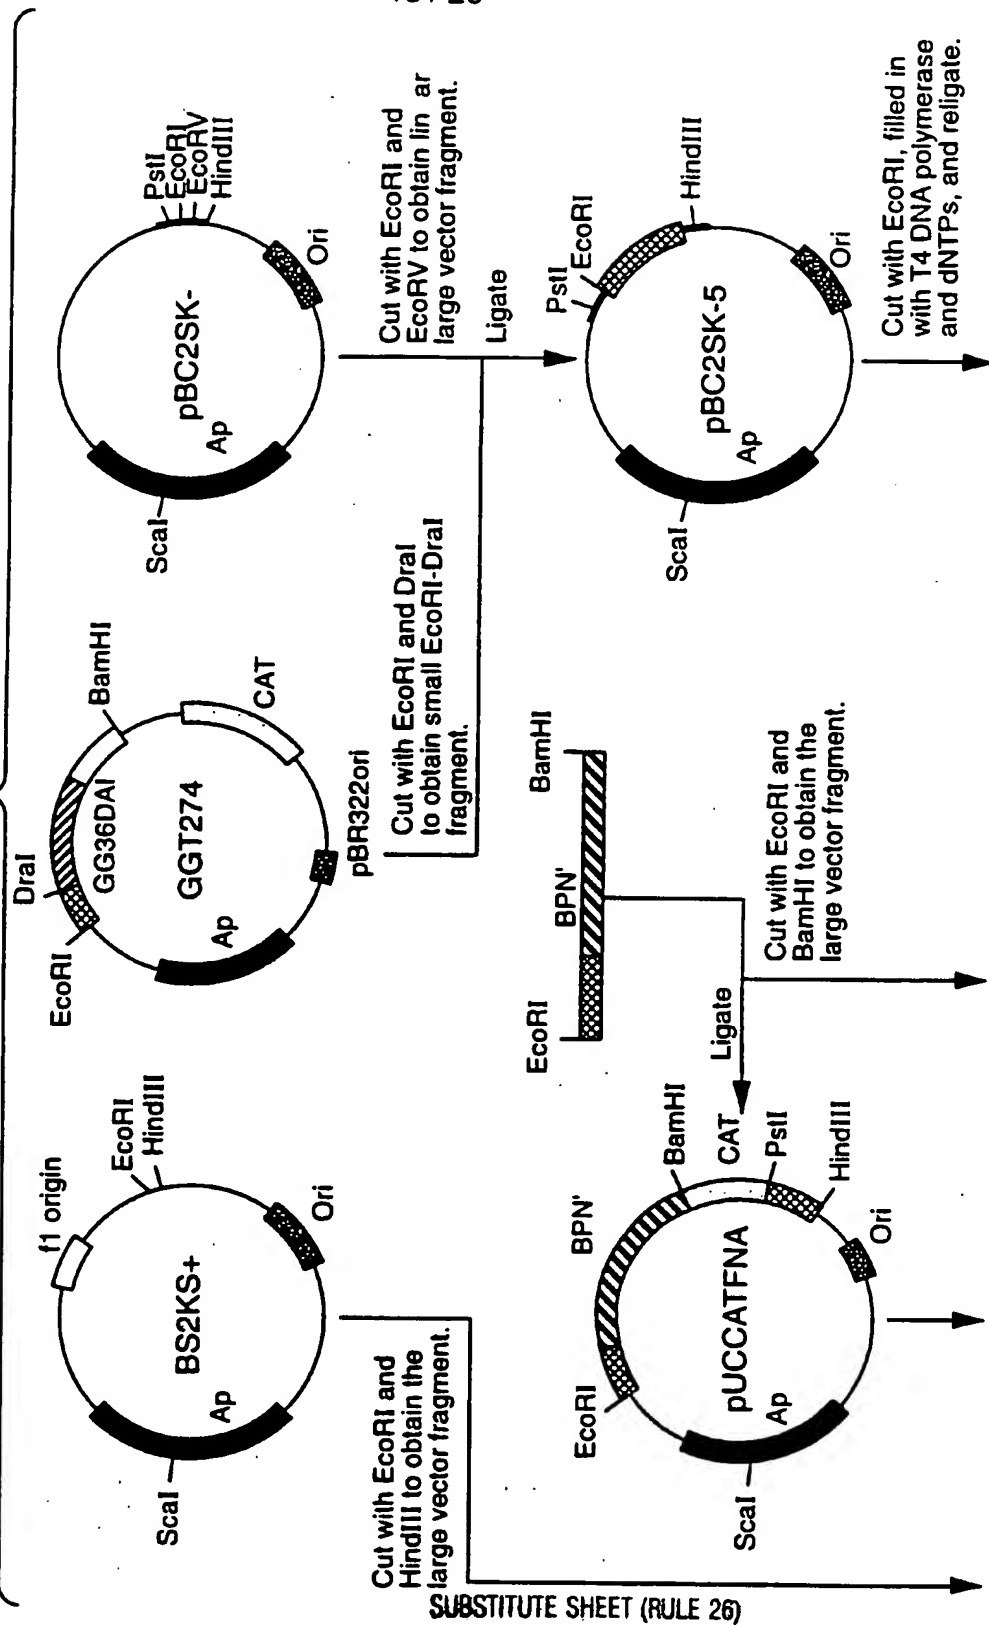 BS2KS+
f1 origin
EcoRI
HindIII
Ori
Ap
ScaI
Cut with EcoRI and
HindIII to obtain the
large vector fragment.
DraI
EcoRI
GG36DAI
BamHI
CAT
GGT274
Ap
pBR322ori
Cut with EcoRI and DraI
to obtain small EcoRI-DraI
fragment.
PstI
EcoRI
EcoRV
HindIII
pBC2SK-
Ori
Ap
ScaI
Cut with EcoRI and
EcoRV to obtain lin ar
large vector fragment.
Ligate
EcoRI
BPN'
BamHI
Ligate
Cut with EcoRI and
BamHI to obtain the
large vector fragment.
BPN'
EcoRI
BamHI
CAT
PstI
HindIII
Ori
pUCCATFNA
Ap
ScaI
PstI
EcoRI
HindIII
pBC2SK-5
Ori
Ap
ScaI
Cut with EcoRI, filled in
with T4 DNA polymerase
and dNTPs, and religate.
SUBSTITUTE SHEET (RULE 26)